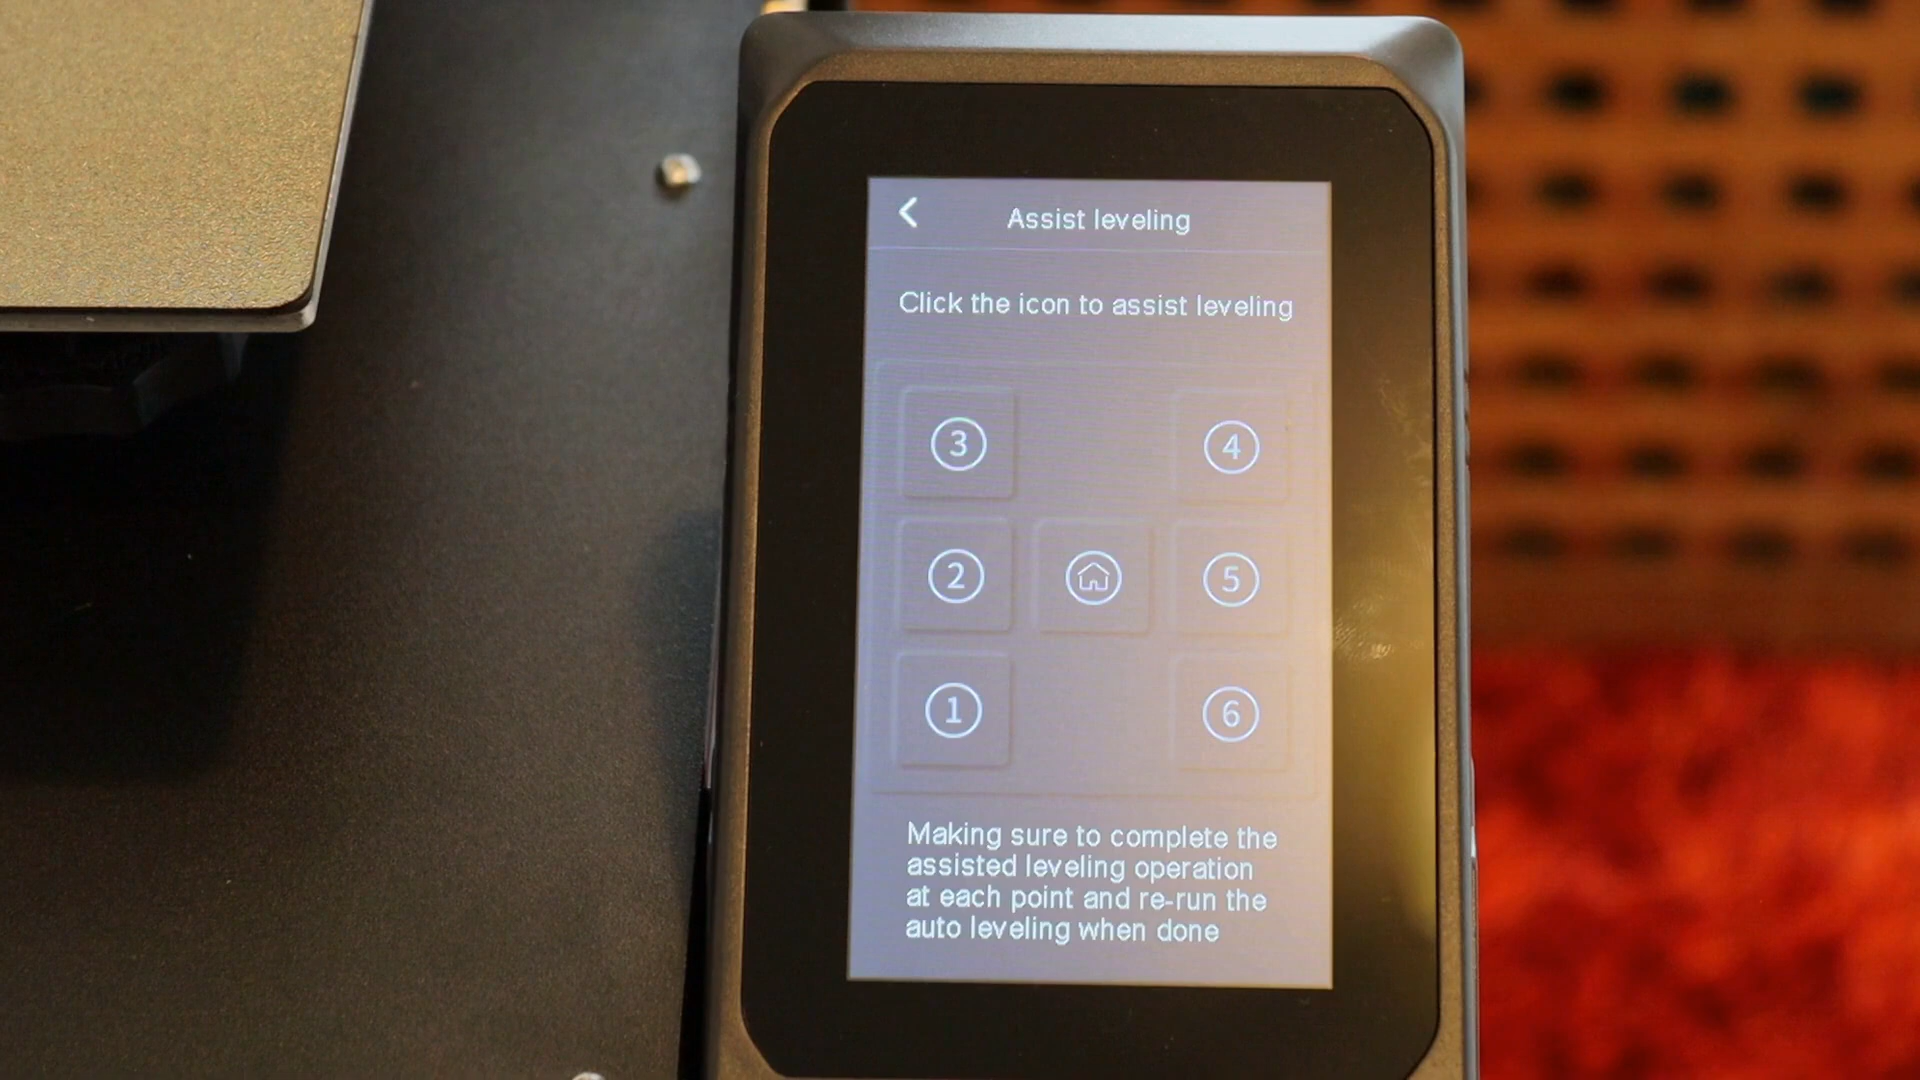 Assist leveling
Click the icon to assist leveling
3
4
2
5
1
6
Making sure to complete the
assisted leveling operation
at each point and re-run the
auto leveling when done